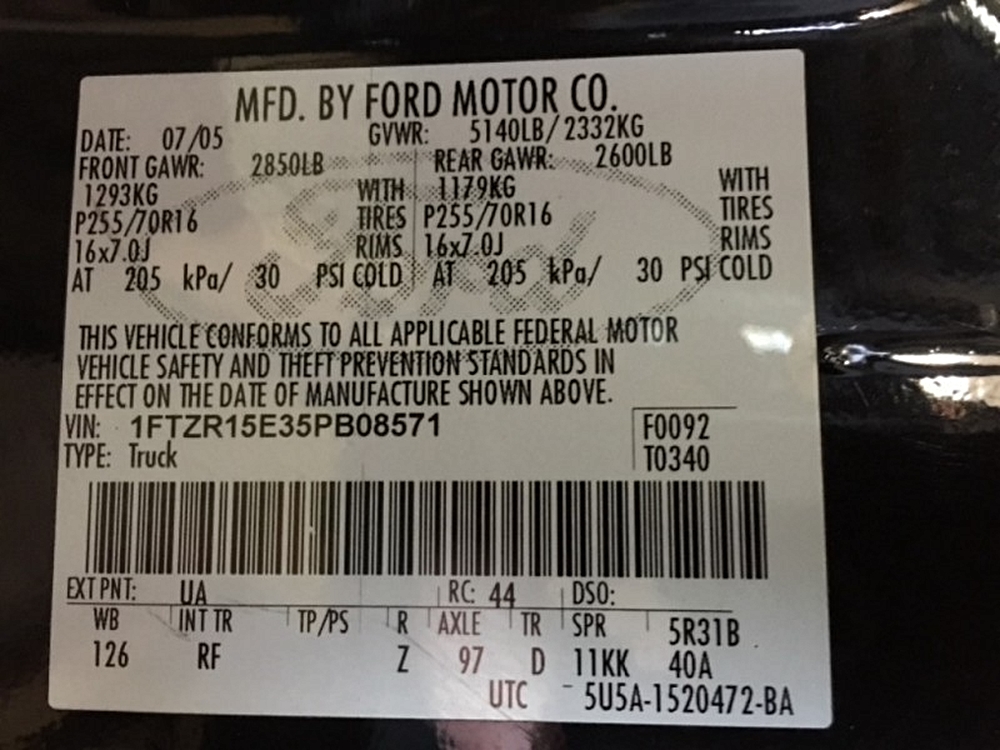 MFD. BY FORD MOTOR CO.
DATE: 07/05 GVWR: 5140LB/2332KG
FRONT GAWR: 2850LB REAR GAWR: 2600LB
1293KG WITH 1179KG WITH
P255/70R16 TIRES P255/70R16 TIRES
16x7.0J RIMS 16x7.0J RIMS
AT 205 kPa/ 30 PSI COLD AT 205 kPa/ 30 PSI COLD
THIS VEHICLE CONFORMS TO ALL APPLICABLE FEDERAL MOTOR
VEHICLE SAFETY AND THEFT PREVENTION STANDARDS IN
EFFECT ON THE DATE OF MANUFACTURE SHOWN ABOVE.
VIN: 1FTZR15E35PB08571 F0092
TYPE: Truck T0340
EXT PNT: UA RC: 44 DSO:
WB INT TR TP/PS R AXLE TR SPR 5R31B
126 RF Z 97 D 11KK 40A
UTC - 5U5A-1520472-BA
Ford